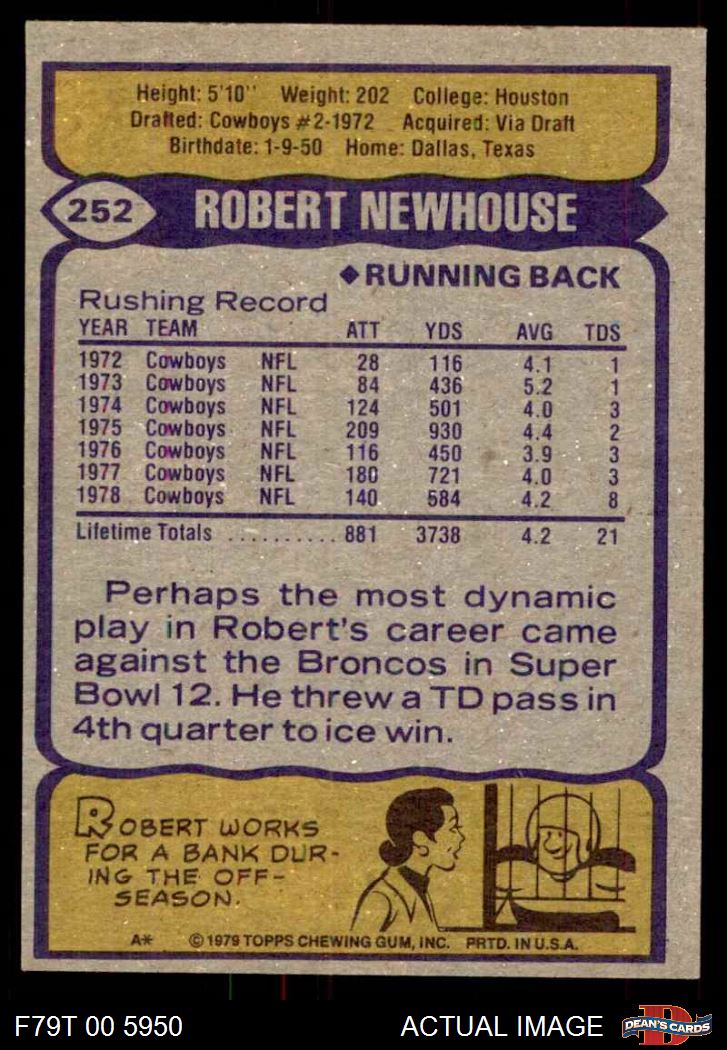 Height: 5'10" Weight: 202 College: Houston
Drafted: Cowboys #2-1972 Acquired: Via Draft
Birthdate: 1-9-50 Home: Dallas, Texas
252 ROBERT NEWHOUSE
◆RUNNING BACK
Rushing Record
YEAR TEAM ATT YDS AVG TDS
1972 Cowboys NFL 28 116 4.1 1
1973 Cowboys NFL 84 436 5.2 1
1974 Cowboys NFL 124 501 4.0 3
1975 Cowboys NFL 209 930 4.4 2
1976 Cowboys NFL 116 450 3.9 3
1977 Cowboys NFL 180 721 4.0 3
1978 Cowboys NFL 140 584 4.2 8
Lifetime Totals .......... 881 3738 4.2 21
Perhaps the most dynamic
play in Robert's career came
against the Broncos in Super
Bowl 12. He threw a TD pass in
4th quarter to ice win.
ROBERT WORKS
FOR A BANK DUR-
ING THE OFF-
SEASON.
A* © 1979 TOPPS CHEWING GUM, INC. PRTD. IN U.S.A.
F79T 00 5950 ACTUAL IMAGE D DEAN'S CARDS